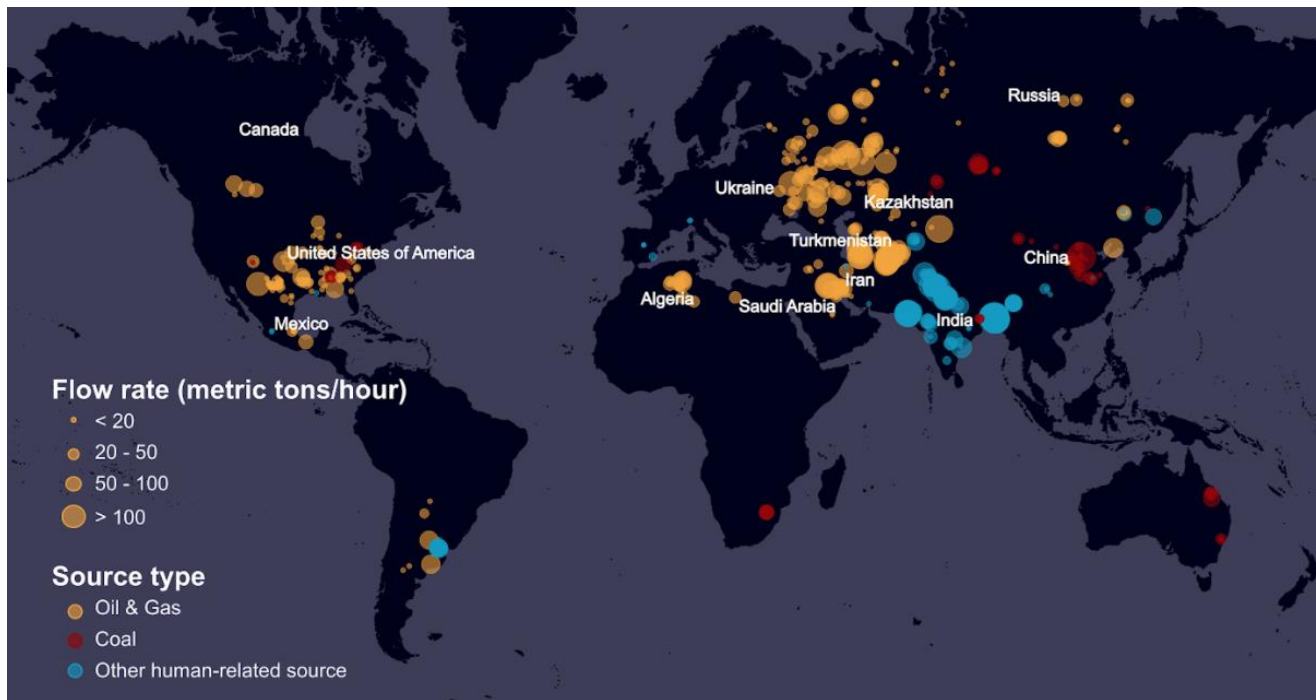 Russia
Canada
Ukraine
Kazakhstan
Turkmenistan
United States of America
China
Iran
Algeria
Saudi Arabia
Mexico
India
Flow rate (metric tons/hour)
< 20
20 - 50
50 - 100
> 100
Source type
Oil & Gas
Coal
Other human-related source